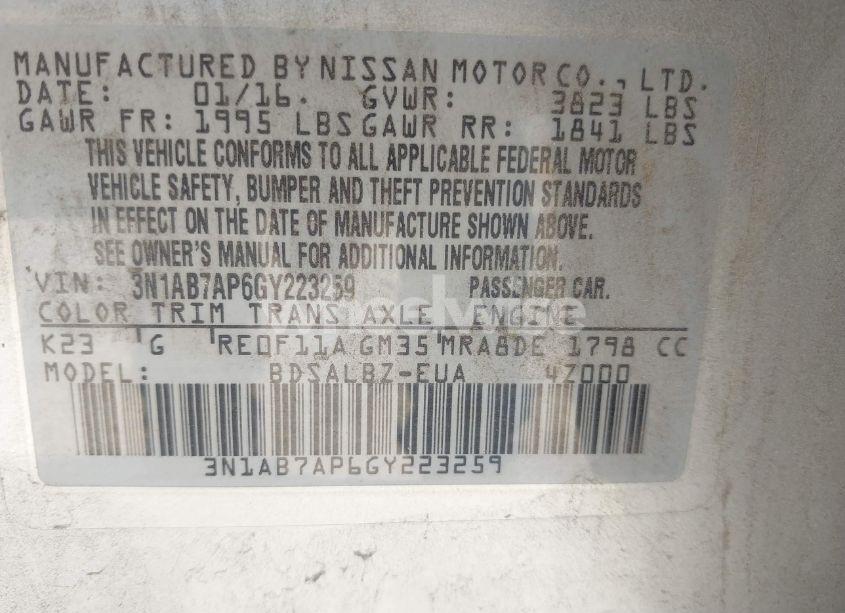 MANUFACTURED BY NISSAN MOTOR CO., LTD.
DATE: 01/16. GVWR: 3823 LBS
GAWR FR: 1995 LBS GAWR RR: 1841 LBS
THIS VEHICLE CONFORMS TO ALL APPLICABLE FEDERAL MOTOR
VEHICLE SAFETY, BUMPER AND THEFT PREVENTION STANDARDS
IN EFFECT ON THE DATE OF MANUFACTURE SHOWN ABOVE.
SEE OWNER'S MANUAL FOR ADDITIONAL INFORMATION.
VIN: 3N1AB7AP6GY223259 PASSENGER CAR.
COLOR TRIM TRANS AXLE ENGINE
K23 G RE0F11A GM35 MRA8DE 1798 CC
MODEL: BDSALBZ-EUA 4Z000
3N1AB7AP6GY223259